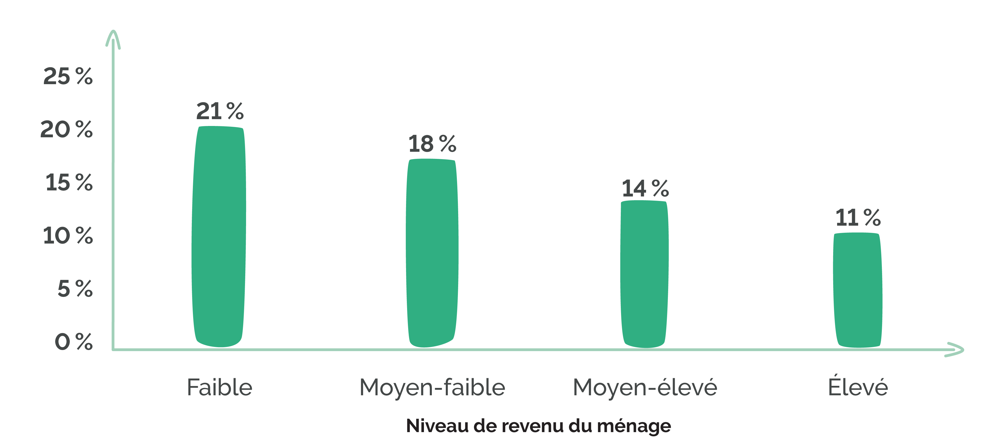 25 %
21 %
20 %
18 %
15 %
14 %
11 %
10 %
5 %
0 %
Faible
Moyen-faible
Moyen-élevé
Élevé
Niveau de revenu du ménage